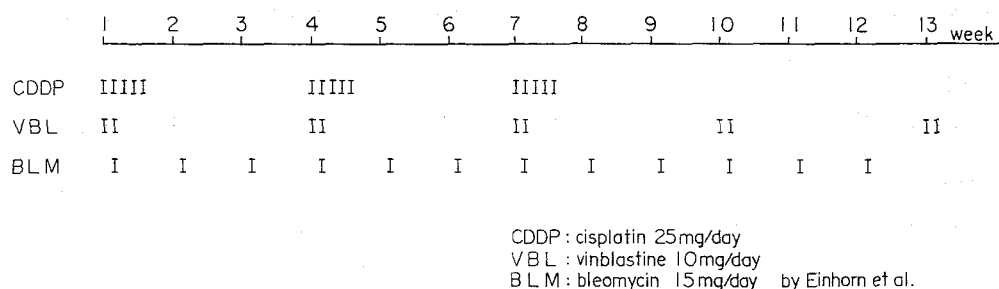 1 2 3 4 5 6 7 8 9 10 11 12 13 week
CDDP IIIII IIIII IIIII
VBL II II II II II
BLM I I I I I I I I I I I I
CDDP : cisplatin 25mg/day
VBL : vinblastine 10mg/day
BLM : bleomycin 15mg/day by Einhorn et al.